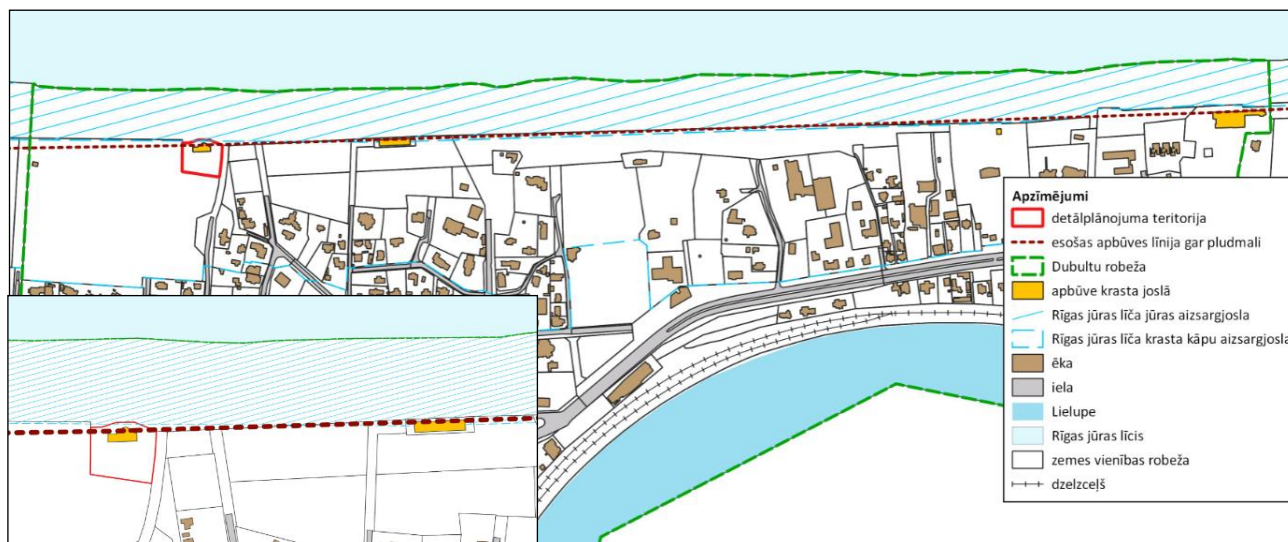 Apzīmējumi
detālplānojuma teritorija
esošas apbūves līnija gar pludmali
Dubultu robeža
apbūve krasta joslā
Rīgas jūras līča jūras aizsargjosla
Rīgas jūras līča krasta kāpu aizsargjosla
ēka
iela
Lielupe
Rīgas jūras līcis
zemes vienības robeža
dzelzceļš